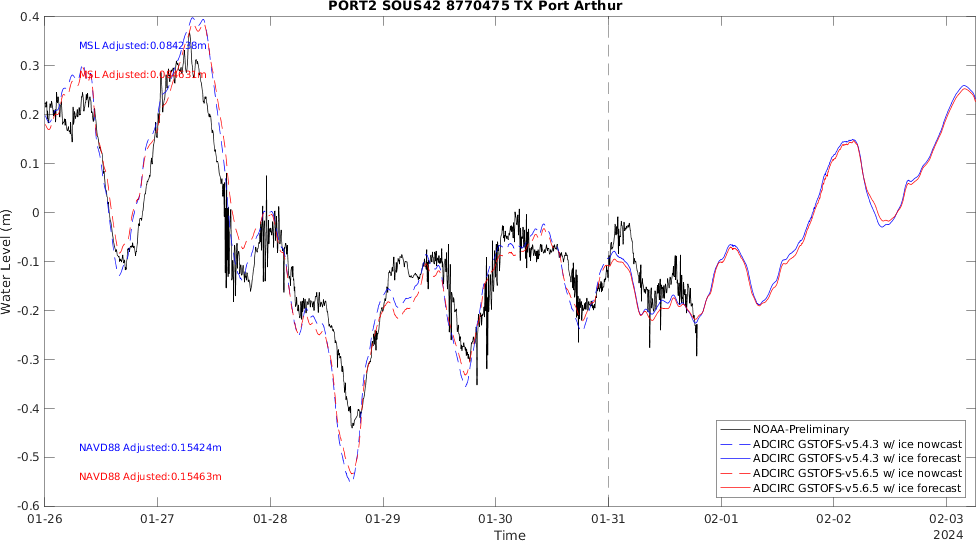 PORT2 SOUS42 8770475 TX Port Arthur
0.4
0.3
0.2
0.1
0
-0.1
-0.2
-0.3
-0.4
-0.5
-0.6
Water Level (m)
MSL Adjusted:0.084238m
MSL Adjusted:
NAVD88 Adjusted:0.15424m
NAVD88 Adjusted:0.15463m
NOAA-Preliminary
ADCIRC GSTOFS-v5.4.3 w/ ice nowcast
ADCIRC GSTOFS-v5.4.3 w/ ice forecast
ADCIRC GSTOFS-v5.6.5 w/ ice nowcast
ADCIRC GSTOFS-v5.6.5 w/ ice forecast
01-26
01-27
01-28
01-29
01-30
01-31
02-01
02-02
02-03
Time
2024